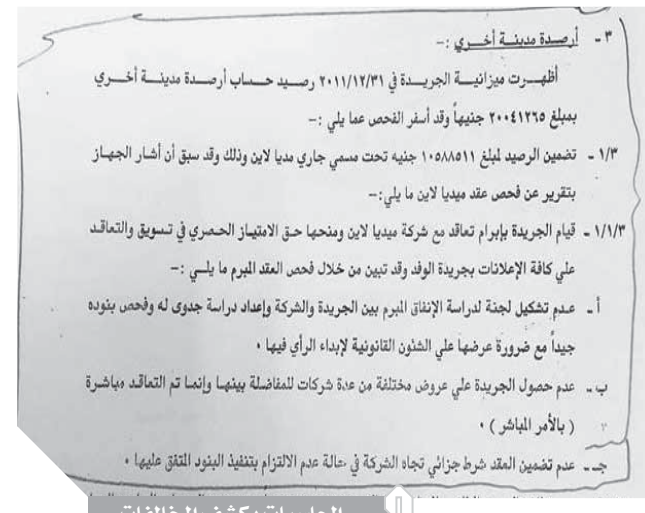 ٣ - أرصدة مدينة أخري :-
أظهرت ميزانية الجريدة في ٢٠١١/١٢/٣١ رصيد حساب أرصدة مدينة أخري
بمبلغ ٢٠٠٤١٢٦٥ جنيهاً وقد أسفر الفحص عما يلي :-
١/٣ - تضمين الرصيد لمبلغ ١٠٥٨٨٥١١ جنيه تحت مسمي جاري مديا لاين وذلك وقد سبق أن أشار الجهاز
بتقرير عن فحص عقد ميديا لاين ما يلي :-
١/١/٣ - قيام الجريدة بإبرام تعاقد مع شركة ميديا لاين ومنحها حق الامتياز الحصري في تسويق والتعاقد
علي كافة الإعلانات بجريدة الوفد وقد تبين من خلال فحص العقد المبرم ما يلي :-
أ - عدم تشكيل لجنة لدراسة الإنفاق المبرم بين الجريدة والشركة وإعداد دراسة جدوى له وفحص بنوده
جيداً مع ضرورة عرضها علي الشئون القانونية لإبداء الرأي فيها .
ب - عدم حصول الجريدة علي عروض مختلفة من عدة شركات للمفاضلة بينها وإنما تم التعاقد مباشرة
( بالأمر المباشر ) .
جـ - عدم تضمين العقد شرط جزائي تجاه الشركة في حالة عدم الالتزام بتنفيذ البنود المتفق عليها .